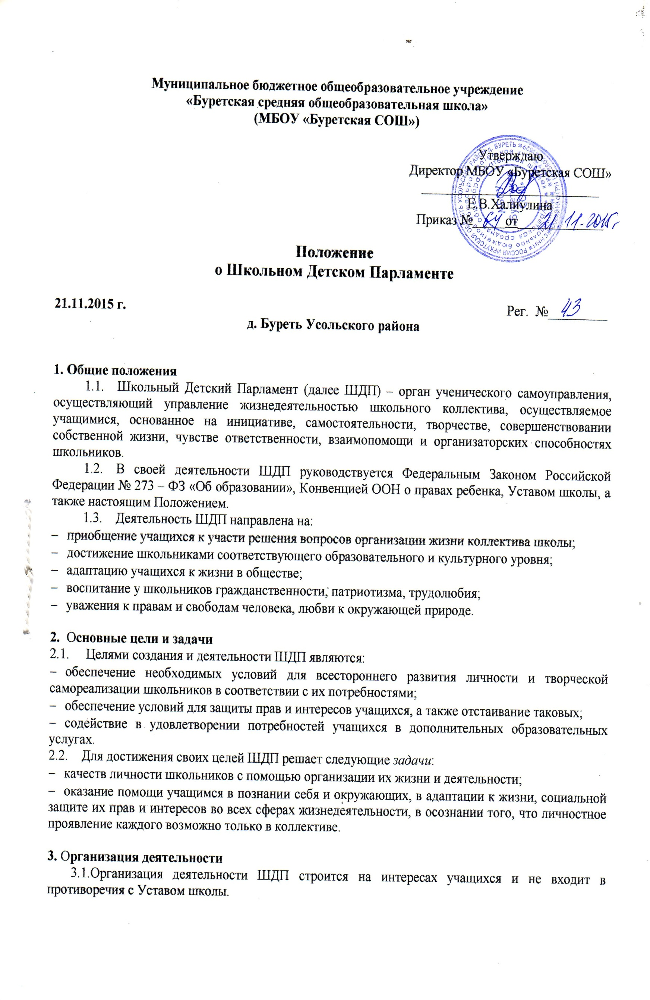 Муниципальное бюджетное общеобразовательное учреждение
«Буретская средняя общеобразовательная школа»
(МБОУ «Буретская СОШ»)
Утверждаю
Директор МБОУ «Буретская СОШ»
Е.В.Халиулина
Приказ № 64 от 21.11.2015г
Положение
о Школьном Детском Парламенте
21.11.2015 г.
Рег. № 43
д. Буреть Усольского района
1. Общие положения
1.1. Школьный Детский Парламент (далее ШДП) – орган ученического самоуправления,
осуществляющий управление жизнедеятельностью школьного коллектива, осуществляемое
учащимися, основанное на инициативе, самостоятельности, творчестве, совершенствовании
собственной жизни, чувстве ответственности, взаимопомощи и организаторских способностях
школьников.
1.2. В своей деятельности ШДП руководствуется Федеральным Законом Российской
Федерации № 273 – ФЗ «Об образовании», Конвенцией ООН о правах ребенка, Уставом школы, а
также настоящим Положением.
1.3. Деятельность ШДП направлена на:
– приобщение учащихся к участи решения вопросов организации жизни коллектива школы;
– достижение школьниками соответствующего образовательного и культурного уровня;
– адаптацию учащихся к жизни в обществе;
– воспитание у школьников гражданственности, патриотизма, трудолюбия;
– уважения к правам и свободам человека, любви к окружающей природе.
2. Основные цели и задачи
2.1. Целями создания и деятельности ШДП являются:
– обеспечение необходимых условий для всестороннего развития личности и творческой
самореализации школьников в соответствии с их потребностями;
– обеспечение условий для защиты прав и интересов учащихся, а также отстаивание таковых;
– содействие в удовлетворении потребностей учащихся в дополнительных образовательных
услугах.
2.2. Для достижения своих целей ШДП решает следующие задачи:
– качеств личности школьников с помощью организации их жизни и деятельности;
– оказание помощи учащимся в познании себя и окружающих, в адаптации к жизни, социальной
защите их прав и интересов во всех сферах жизнедеятельности, в осознании того, что личностное
проявление каждого возможно только в коллективе.
3. Организация деятельности
3.1.Организация деятельности ШДП строится на интересах учащихся и не входит в
противоречия с Уставом школы.